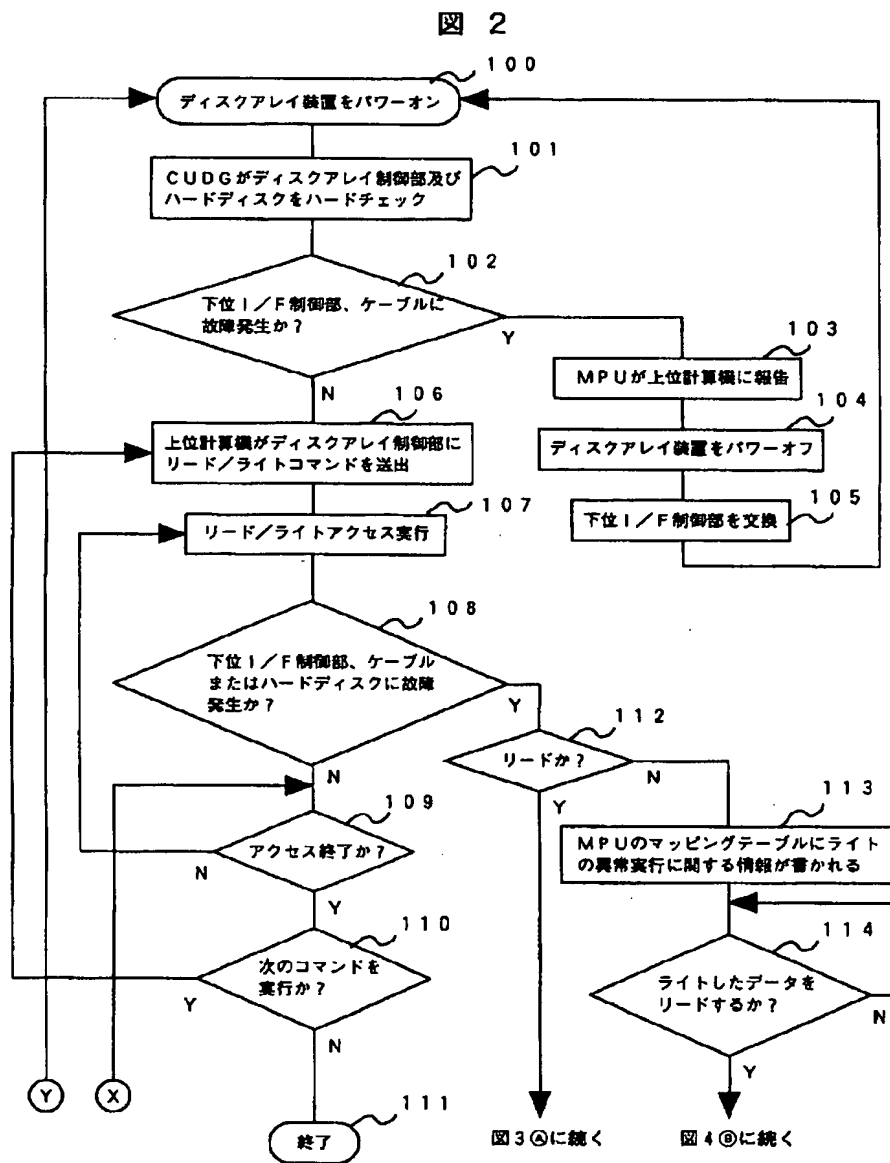 図 2
100
ディスクアレイ装置をパワーオン
101
CUDGがディスクアレイ制御部及び
ハードディスクをハードチェック
102
下位I/F制御部、ケーブルに
故障発生か?
Y
N
103
MPUが上位計算機に報告
104
ディスクアレイ装置をパワーオフ
105
下位I/F制御部を交換
106
上位計算機がディスクアレイ制御部に
リード/ライトコマンドを送出
107
リード/ライトアクセス実行
108
下位I/F制御部、ケーブル
またはハードディスクに故障
発生か?
Y
N
112
リードか?
N
Y
109
アクセス終了か?
N
Y
113
MPUのマッピングテーブルにライト
の異常実行に関する情報が書かれる
110
次のコマンドを
実行か?
Y
N
114
ライトしたデータを
リードするか?
N
Y
Y
X
111
終了
図3Ⓐに続く
図4Ⓑに続く